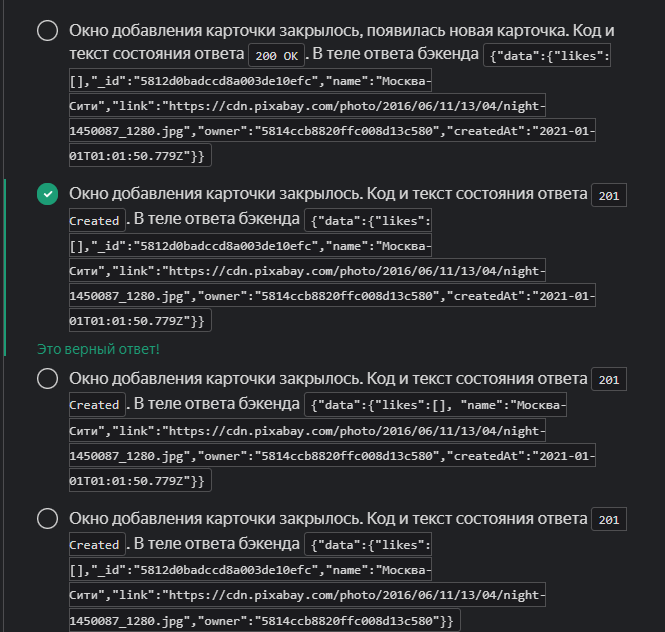 Окно добавления карточки закрылось, появилась новая карточка. Код и
текст состояния ответа 200 OK . В теле ответа бэкенда {"data":{"likes":
[],"_id":"5812d0badccd8a003de10efc","name":"Москва-
Сити","link":"https://cdn.pixabay.com/photo/2016/06/11/13/04/night-
1450087_1280.jpg","owner":"5814ccb8820ffc008d13c580","createdAt":"2021-01-
01T01:01:50.779Z"}}
Окно добавления карточки закрылось. Код и текст состояния ответа 201
Created . В теле ответа бэкенда {"data":{"likes":
[],"_id":"5812d0badccd8a003de10efc","name":"Москва-
Сити","link":"https://cdn.pixabay.com/photo/2016/06/11/13/04/night-
1450087_1280.jpg","owner":"5814ccb8820ffc008d13c580","createdAt":"2021-01-
01T01:01:50.779Z"}}
Это верный ответ!
Окно добавления карточки закрылось. Код и текст состояния ответа 201
Created . В теле ответа бэкенда {"data":{"likes":[], "name":"Москва-
Сити","link":"https://cdn.pixabay.com/photo/2016/06/11/13/04/night-
1450087_1280.jpg","owner":"5814ccb8820ffc008d13c580","createdAt":"2021-01-
01T01:01:50.779Z"}}
Окно добавления карточки закрылось. Код и текст состояния ответа 201
Created . В теле ответа бэкенда {"data":{"likes":
[],"_id":"5812d0badccd8a003de10efc","name":"Москва-
Сити","link":"https://cdn.pixabay.com/photo/2016/06/11/13/04/night-
1450087_1280.jpg","owner":"5814ccb8820ffc008d13c580"}}